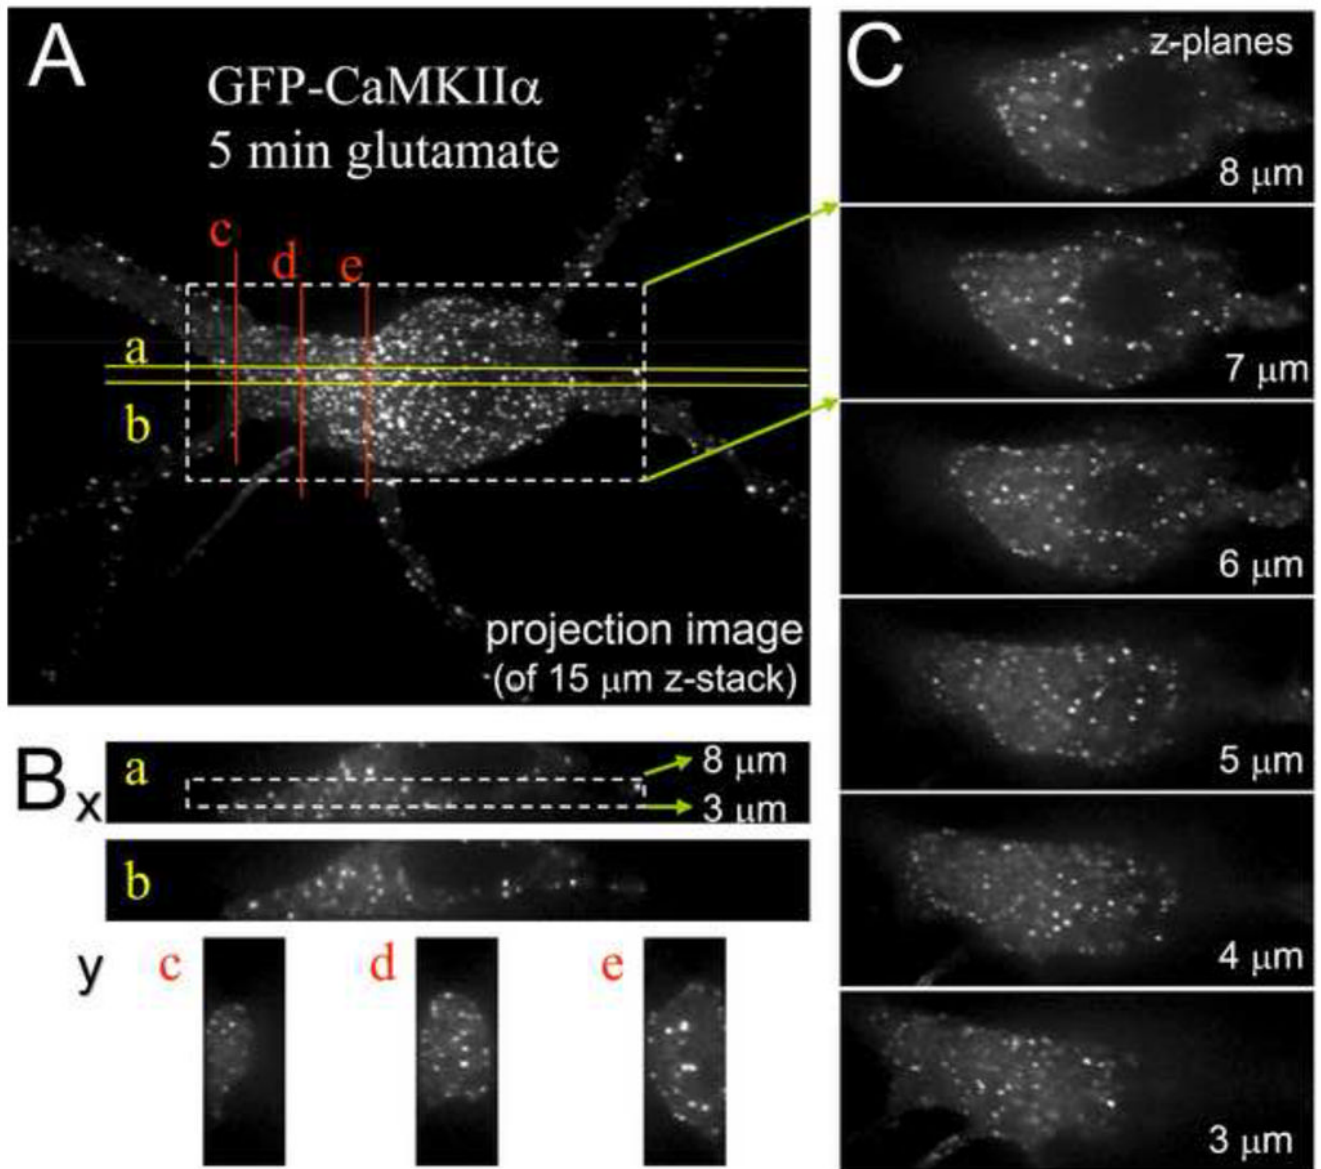 A
GFP-CaMKIIα
5 min glutamate
c
d
e
a
b
projection image
(of 15 μm z-stack)
B
x
a
8 μm
3 μm
b
y
c
d
e
C
z-planes
8 μm
7 μm
6 μm
5 μm
4 μm
3 μm